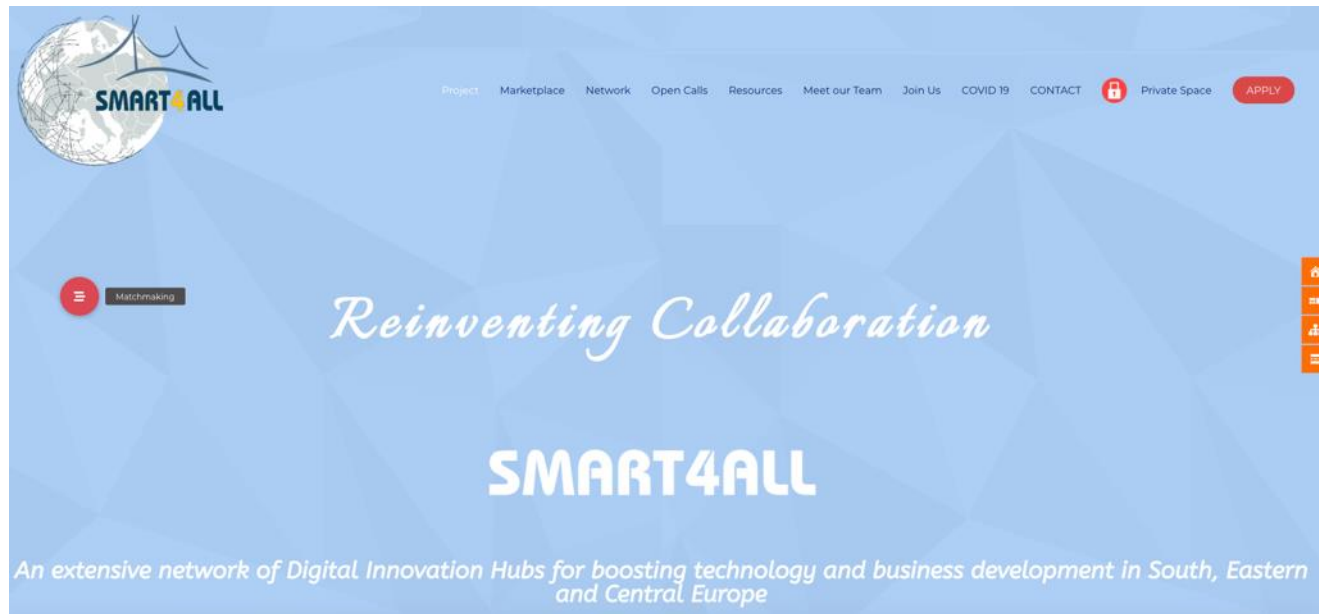 SMART4ALL
Project Marketplace Network Open Calls Resources Meet our Team Join Us COVID 19 CONTACT Private Space APPLY
Matchmaking
Reinventing Collaboration
SMART4ALL
An extensive network of Digital Innovation Hubs for boosting technology and business development in South, Eastern
and Central Europe